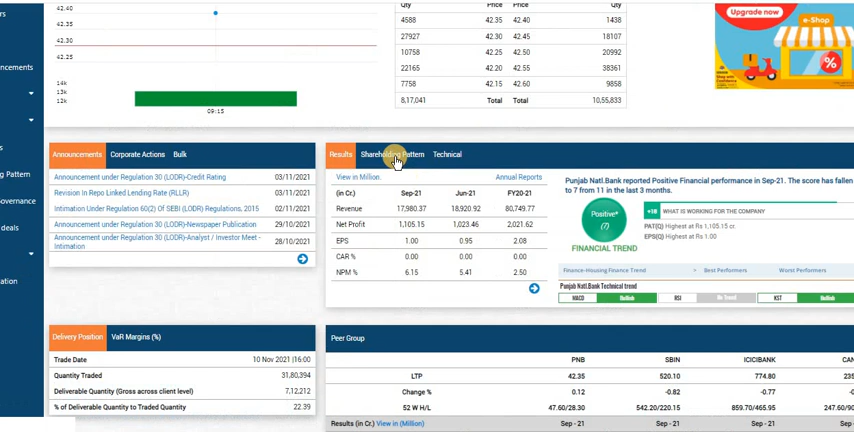 42.40
42.35
42.30
42.25
14k
13k
12k
09:15
Qty Price Price Qty
4588 42.35 42.40 1438
27927 42.30 42.45 18107
10758 42.25 42.50 20992
22165 42.20 42.55 38361
7758 42.15 42.60 9858
8,17,041 Total Total 10,55,833
Upgrade now
e-Shop
%
rs
ncements
s
g Pattern
overnance
deals
ation
Announcements Corporate Actions Bulk
Announcement under Regulation 30 (LODR)-Credit Rating 03/11/2021
Revision In Repo Linked Lending Rate (RLLR) 03/11/2021
Intimation Under Regulation 60(2) Of SEBI (LODR) Regulations, 2015 02/11/2021
Announcement under Regulation 30 (LODR)-Newspaper Publication 29/10/2021
Announcement under Regulation 30 (LODR)-Analyst / Investor Meet - 28/10/2021
Intimation
Results Shareholding Pattern Technical
View in Million. Annual Reports
(in Cr.) Sep-21 Jun-21 FY20-21
Revenue 17,980.37 18,920.92 80,749.77
Net Profit 1,105.15 1,023.46 2,021.62
EPS 1.00 0.95 2.08
CAR % 0.00 0.00 0.00
NPM % 6.15 5.41 2.50
Punjab Natl.Bank reported Positive Financial performance in Sep-21. The score has fallen
to 7 from 11 in the last 3 months.
Positive*
(7)
FINANCIAL TREND
+18 WHAT IS WORKING FOR THE COMPANY
PAT(Q) Highest at Rs 1,105.15 cr.
EPS(Q) Highest at Rs 1.00
Finance-Housing Finance Trend - Best Performers Worst Performers
Punjab Natl.Bank Technical trend
MACD Bullish RSI No Trend KST Bullish
Delivery Position VaR Margins (%)
Trade Date 10 Nov 2021 |16:00
Quantity Traded 31,80,394
Deliverable Quantity (Gross across client level) 7,12,212
% of Deliverable Quantity to Traded Quantity 22.39
Peer Group
PNB SBIN ICICIBANK CAN
LTP 42.35 520.10 774.80 235
Change % 0.12 -0.82 -0.77 -0
52 W H/L 47.60/28.30 542.20/220.15 859.70/465.95 247.60/90
Results (in Cr.) View in (Million) Sep - 21 Sep - 21 Sep - 21 Sep